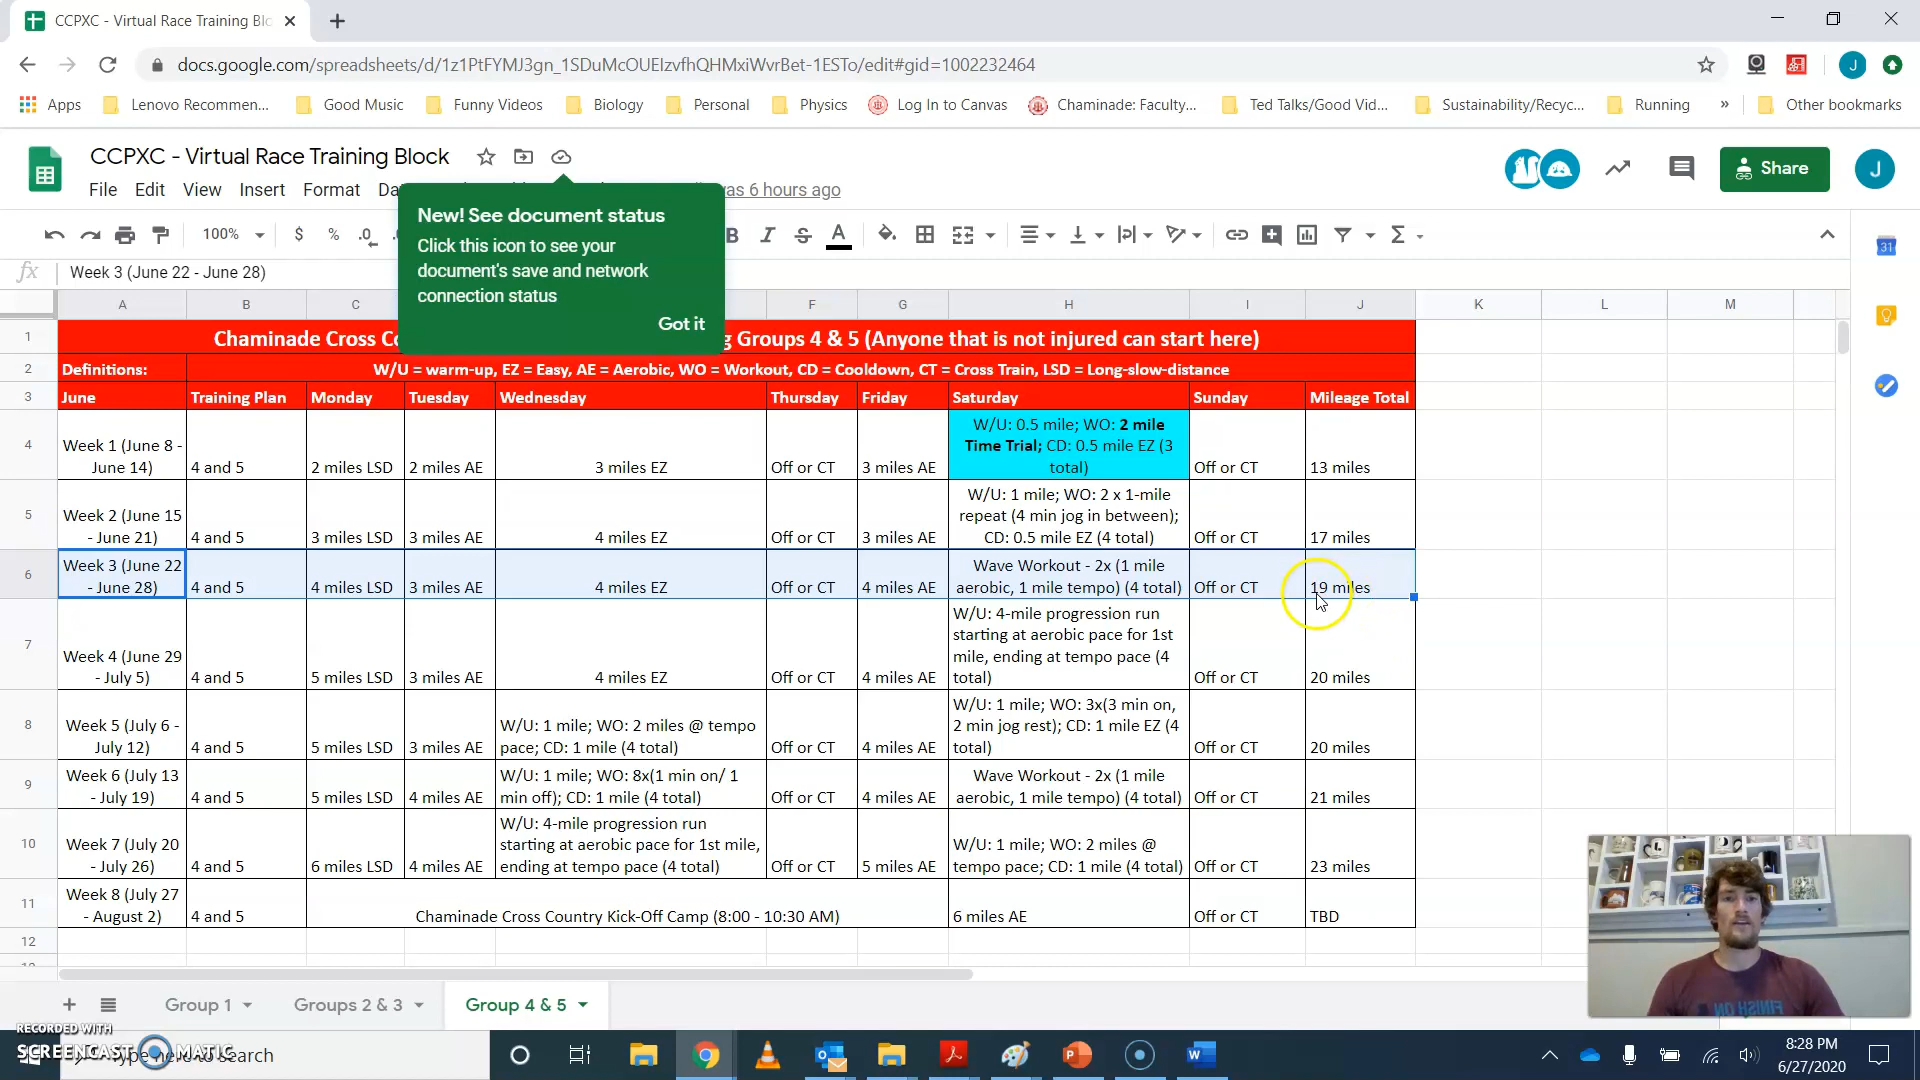 CCPXC - Virtual Race Training Blo
docs.google.com/spreadsheets/d/1z1PtFYMJ3gn_1SDuMcOUEIzvfhQHMxiWvrBet-1ESTo/edit#gid=1002232464
J
Apps
Lenovo Recommen...
Good Music
Funny Videos
Biology
Personal
Physics
Log In to Canvas
Chaminade: Faculty...
Ted Talks/Good Vid...
Sustainability/Recyc...
Running
»
Other bookmarks
CCPXC - Virtual Race Training Block
Share
J
File Edit View Insert Format Da
was 6 hours ago
New! See document status
Click this icon to see your
document's save and network
connection status
Got it
100% $ % .0 B I S A Σ
31
fx Week 3 (June 22 - June 28)
A B C F G H I J K L M
1 Chaminade Cross Co g Groups 4 & 5 (Anyone that is not injured can start here)
2 Definitions: W/U = warm-up, EZ = Easy, AE = Aerobic, WO = Workout, CD = Cooldown, CT = Cross Train, LSD = Long-slow-distance
3 June Training Plan Monday Tuesday Wednesday Thursday Friday Saturday Sunday Mileage Total
4
Week 1 (June 8 -
June 14)
4 and 5
2 miles LSD
2 miles AE
3 miles EZ
Off or CT
3 miles AE
W/U: 0.5 mile; WO: 2 mile
Time Trial; CD: 0.5 mile EZ (3
total)
Off or CT
13 miles
5
Week 2 (June 15
- June 21)
4 and 5
3 miles LSD
3 miles AE
4 miles EZ
Off or CT
3 miles AE
W/U: 1 mile; WO: 2 x 1-mile
repeat (4 min jog in between);
CD: 0.5 mile EZ (4 total)
Off or CT
17 miles
6
Week 3 (June 22
- June 28)
4 and 5
4 miles LSD
3 miles AE
4 miles EZ
Off or CT
4 miles AE
Wave Workout - 2x (1 mile
aerobic, 1 mile tempo) (4 total)
Off or CT
19 miles
7
Week 4 (June 29
- July 5)
4 and 5
5 miles LSD
3 miles AE
4 miles EZ
Off or CT
4 miles AE
W/U: 4-mile progression run
starting at aerobic pace for 1st
mile, ending at tempo pace (4
total)
Off or CT
20 miles
8
Week 5 (July 6 -
July 12)
4 and 5
5 miles LSD
3 miles AE
W/U: 1 mile; WO: 2 miles @ tempo
pace; CD: 1 mile (4 total)
Off or CT
4 miles AE
W/U: 1 mile; WO: 3x(3 min on,
2 min jog rest); CD: 1 mile EZ (4
total)
Off or CT
20 miles
9
Week 6 (July 13
- July 19)
4 and 5
5 miles LSD
4 miles AE
W/U: 1 mile; WO: 8x(1 min on/ 1
min off); CD: 1 mile (4 total)
Off or CT
4 miles AE
Wave Workout - 2x (1 mile
aerobic, 1 mile tempo) (4 total)
Off or CT
21 miles
10
Week 7 (July 20
- July 26)
4 and 5
6 miles LSD
4 miles AE
W/U: 4-mile progression run
starting at aerobic pace for 1st mile,
ending at tempo pace (4 total)
Off or CT
5 miles AE
W/U: 1 mile; WO: 2 miles @
tempo pace; CD: 1 mile (4 total)
Off or CT
23 miles
11
Week 8 (July 27
- August 2)
4 and 5
Chaminade Cross Country Kick-Off Camp (8:00 - 10:30 AM)
6 miles AE
Off or CT
TBD
12
FINISH ON
Group 1
Groups 2 & 3
Group 4 & 5
RECORDED WITH
SCREENCAST MATIC
Type here to search
8:28 PM
6/27/2020